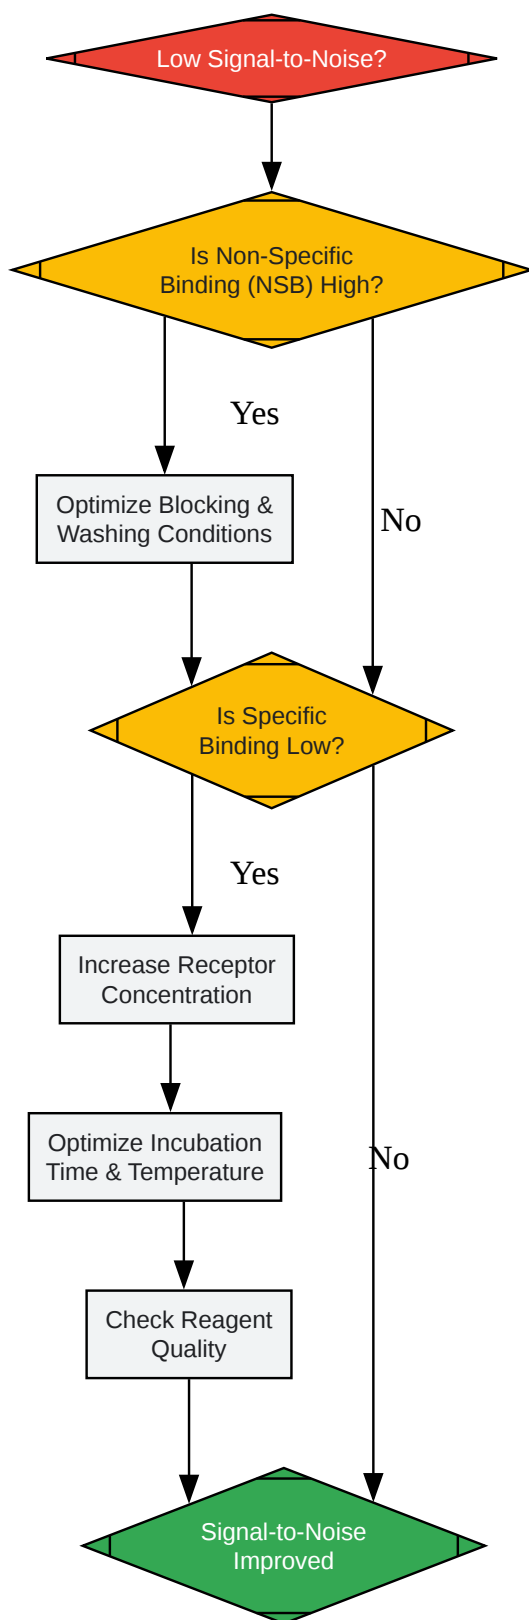 Low Signal-to-Noise?
Is Non-Specific
Binding (NSB) High?
Yes
Optimize Blocking &
Washing Conditions
No
Is Specific
Binding Low?
Yes
Increase Receptor
Concentration
Optimize Incubation
Time & Temperature
No
Check Reagent
Quality
Signal-to-Noise
Improved